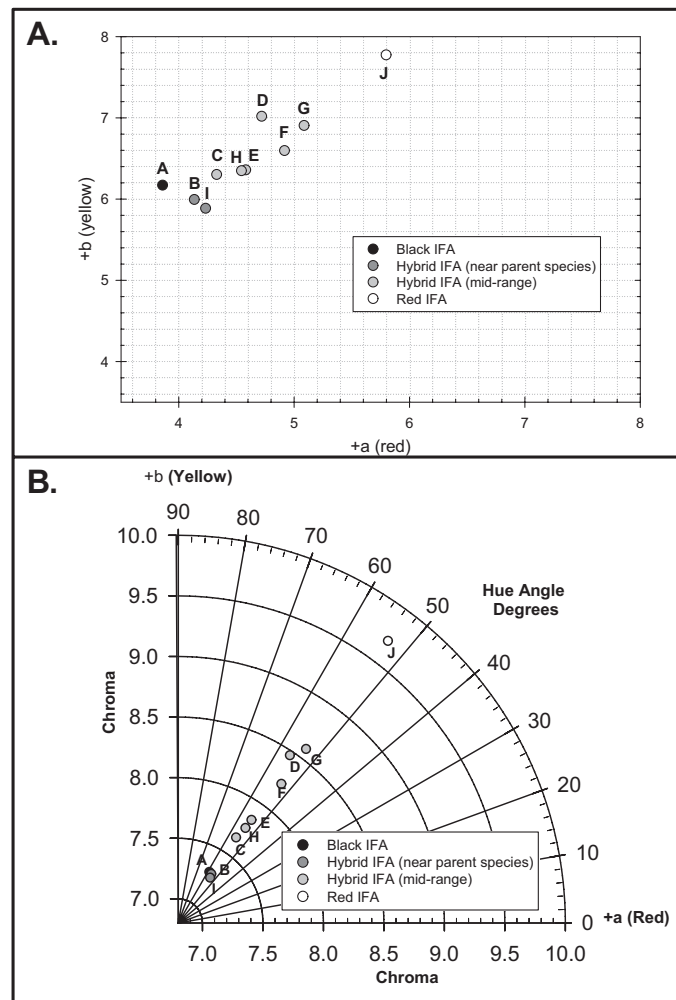 A.
8
7
6
5
4
+b (yellow)
J
D
G
F
C
H E
A
B
I
Black IFA
Hybrid IFA (near parent species)
Hybrid IFA (mid-range)
Red IFA
4 5 6 7 8
+a (red)
B.
+b (Yellow)
90
80
70
60
50
40
30
20
10
0
Hue Angle
Degrees
10.0
9.5
9.0
8.5
8.0
7.5
7.0
Chroma
J
G
D
F
E
H
C
A
B
I
Black IFA
Hybrid IFA (near parent species)
Hybrid IFA (mid-range)
Red IFA
+a (Red)
7.0 7.5 8.0 8.5 9.0 9.5 10.0
Chroma